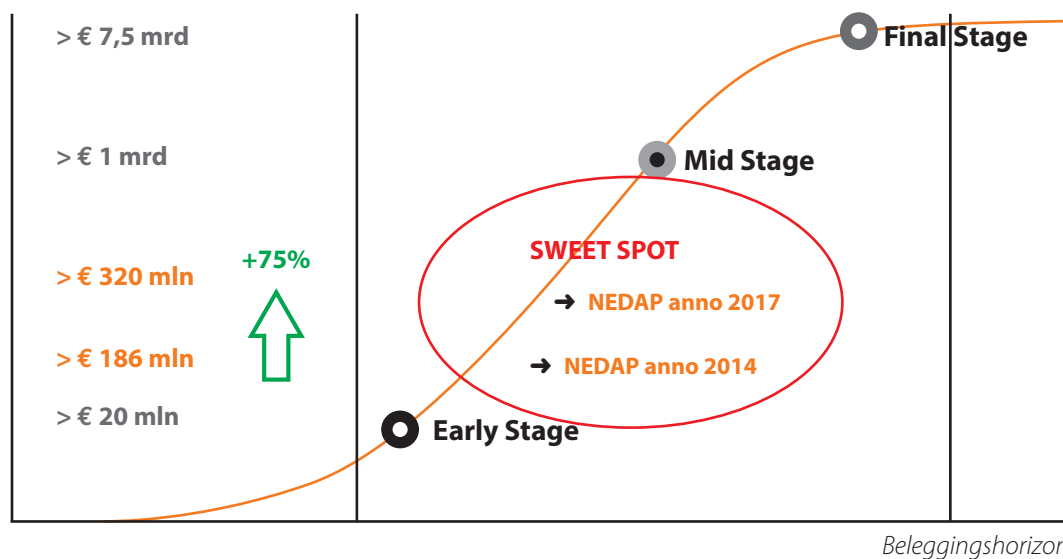 > € 7,5 mrd
Final Stage
> € 1 mrd
Mid Stage
SWEET SPOT
+75%
> € 320 mln
➔ NEDAP anno 2017
> € 186 mln
➔ NEDAP anno 2014
> € 20 mln
Early Stage